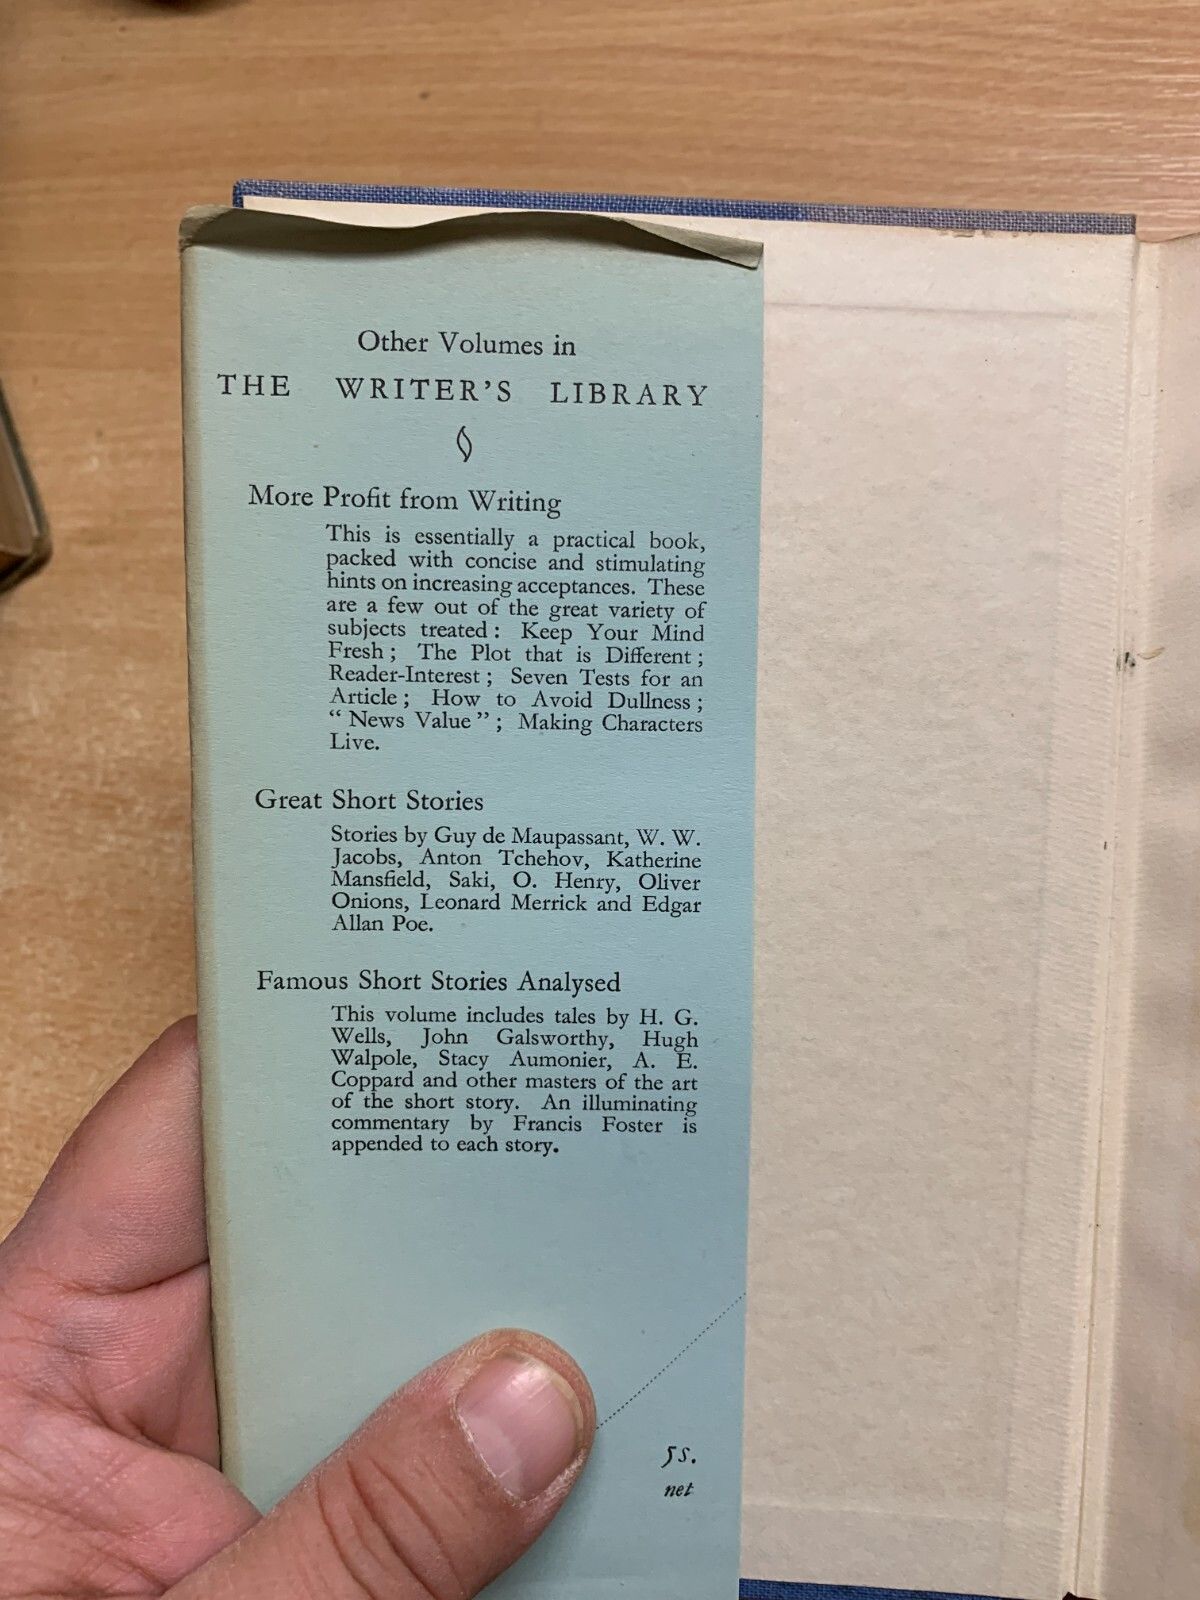 Other Volumes in
THE WRITER'S LIBRARY
More Profit from Writing
This is essentially a practical book,
packed with concise and stimulating
hints on increasing acceptances. These
are a few out of the great variety of
subjects treated : Keep Your Mind
Fresh ; The Plot that is Different ;
Reader-Interest ; Seven Tests for an
Article ; How to Avoid Dullness ;
“ News Value ” ; Making Characters
Live.
Great Short Stories
Stories by Guy de Maupassant, W. W.
Jacobs, Anton Tchehov, Katherine
Mansfield, Saki, O. Henry, Oliver
Onions, Leonard Merrick and Edgar
Allan Poe.
Famous Short Stories Analysed
This volume includes tales by H. G.
Wells, John Galsworthy, Hugh
Walpole, Stacy Aumonier, A. E.
Coppard and other masters of the art
of the short story. An illuminating
commentary by Francis Foster is
appended to each story.
5s.
net